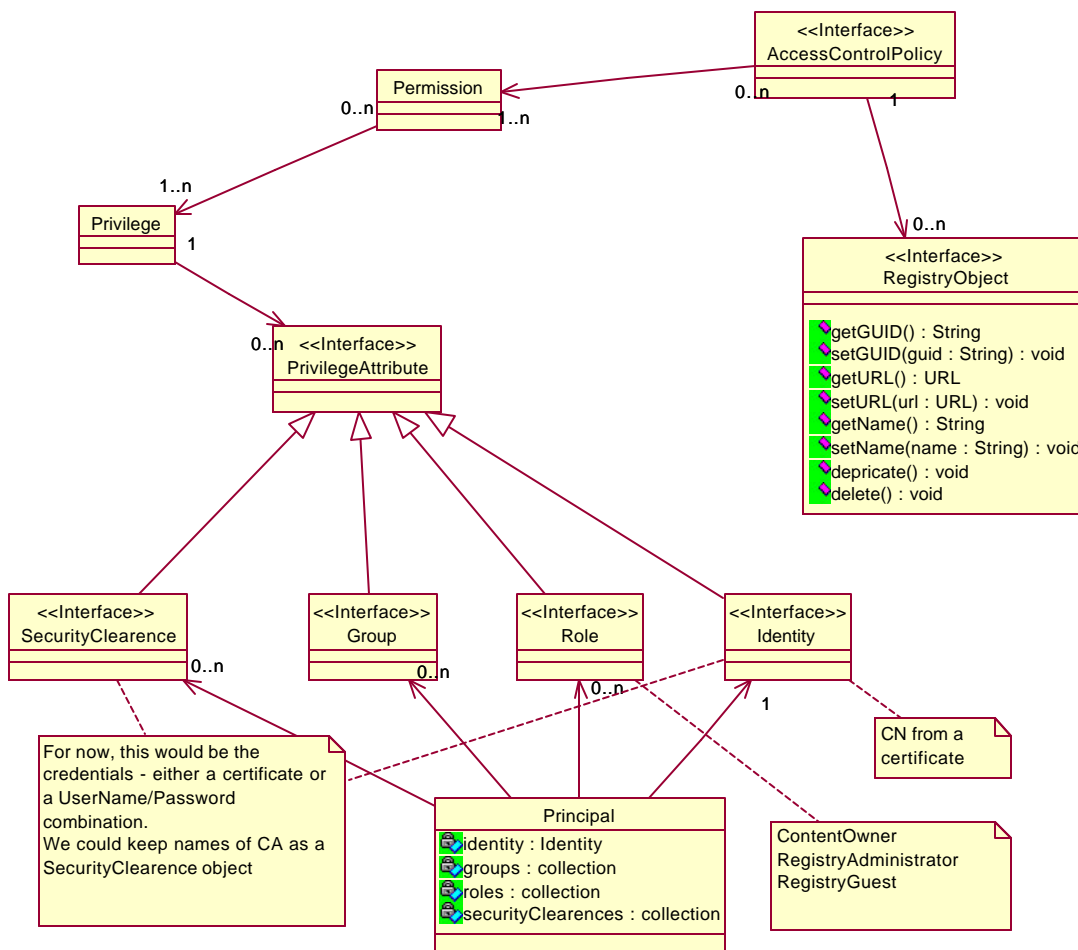 <<Interface>>
AccessControlPolicy
Permission
0..n
0..n
1
1..n
1..n
Privilege
1
0..n
<<Interface>>
RegistryObject
getGUID() : String
setGUID(guid : String) : void
getURL() : URL
setURL(url : URL) : void
getName() : String
setName(name : String) : void
depricate() : void
delete() : void
0..n
<<Interface>>
PrivilegeAttribute
<<Interface>>
SecurityClearence
<<Interface>>
Group
<<Interface>>
Role
<<Interface>>
Identity
0..n
0..n
0..n
1
For now, this would be the
credentials - either a certificate or
a UserName/Password
combination.
We could keep names of CA as a
SecurityClearence object
CN from a
certificate
Principal
identity : Identity
groups : collection
roles : collection
securityClearences : collection
ContentOwner
RegistryAdministrator
RegistryGuest